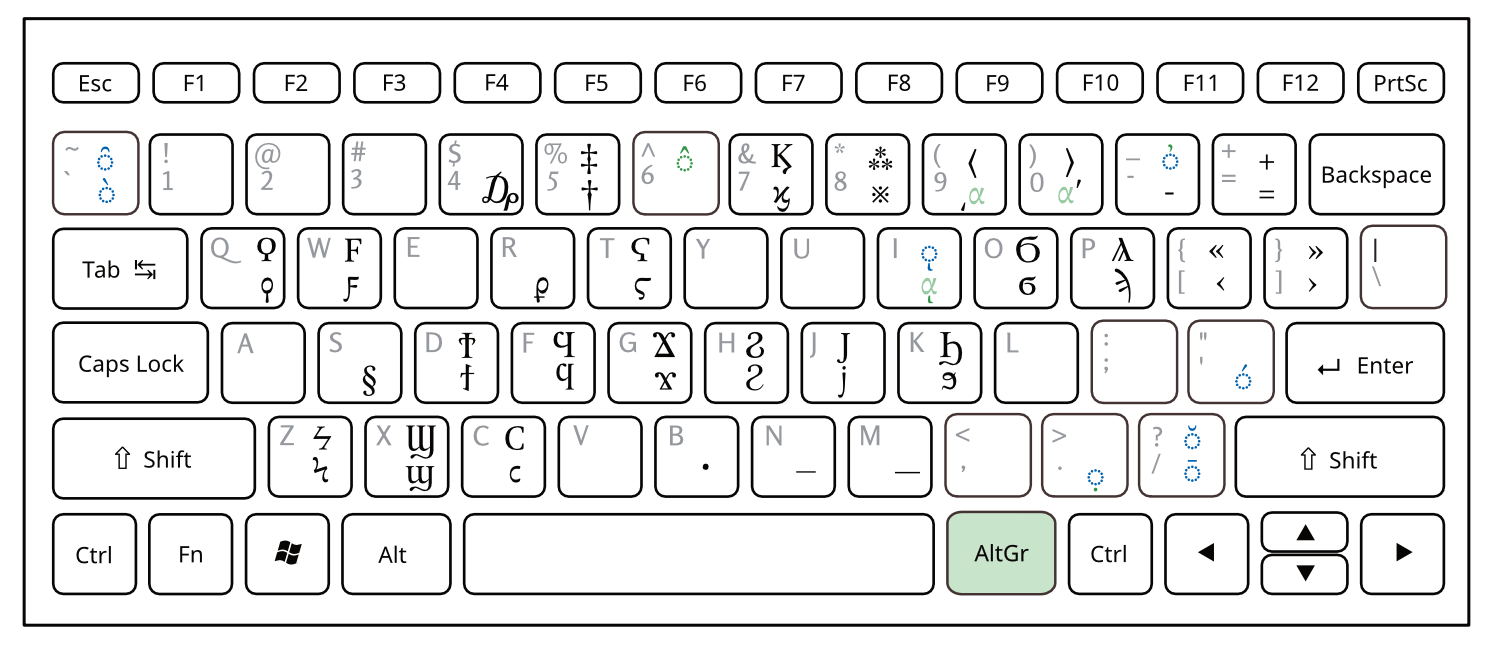 Esc F1 F2 F3 F4 F5 F6 F7 F8 F9 F10 F11 F12 PrtSc
~ ` ! 1 @ 2 # 3 $ 4 % ‡ 5 † ^ 6 & Ϗ 7 ϗ * ⁂ 8 ※ ( ⟨ 9 ͵α ) ⟩ 0 αʹ _ - - + + = = Backspace
Tab Q Ϙ ϙ W Ϝ ϝ E R T Ϛ ϛ Y U I ᾳ O Ϭ ϭ P Ϡ ϡ { « [ ‹ } » ] › | \
Caps Lock A S § D Ϯ ϯ F Ϥ ϥ G Ϫ ϫ H Ϩ ϩ J Ϳ ϳ K Ϧ ϧ L : ; " ' Enter
Shift Z Ϟ ϟ X Ϣ ϣ C Ϲ ϲ V B · N – M — < , > . ? / Shift
Ctrl Fn Alt AltGr Ctrl